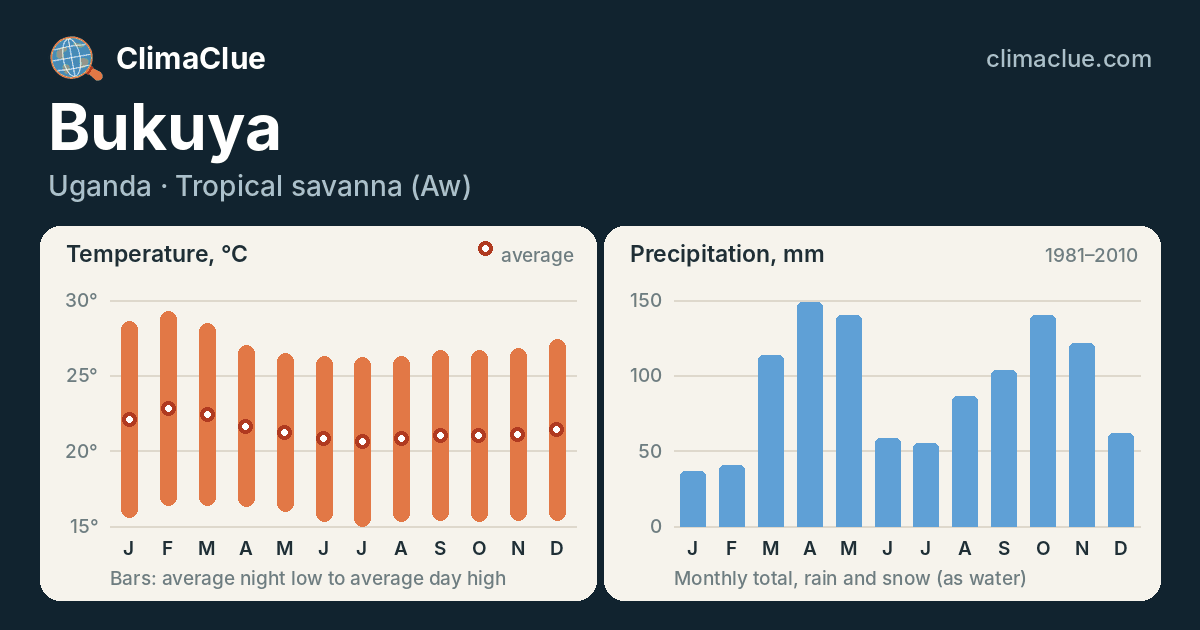 ClimaClue
climaclue.com
Bukuya
Uganda · Tropical savanna (Aw)
Temperature, °C
average
30°
25°
20°
15°
J F M A M J J A S O N D
Bars: average night low to average day high
Precipitation, mm
1981–2010
150
100
50
0
J F M A M J J A S O N D
Monthly total, rain and snow (as water)